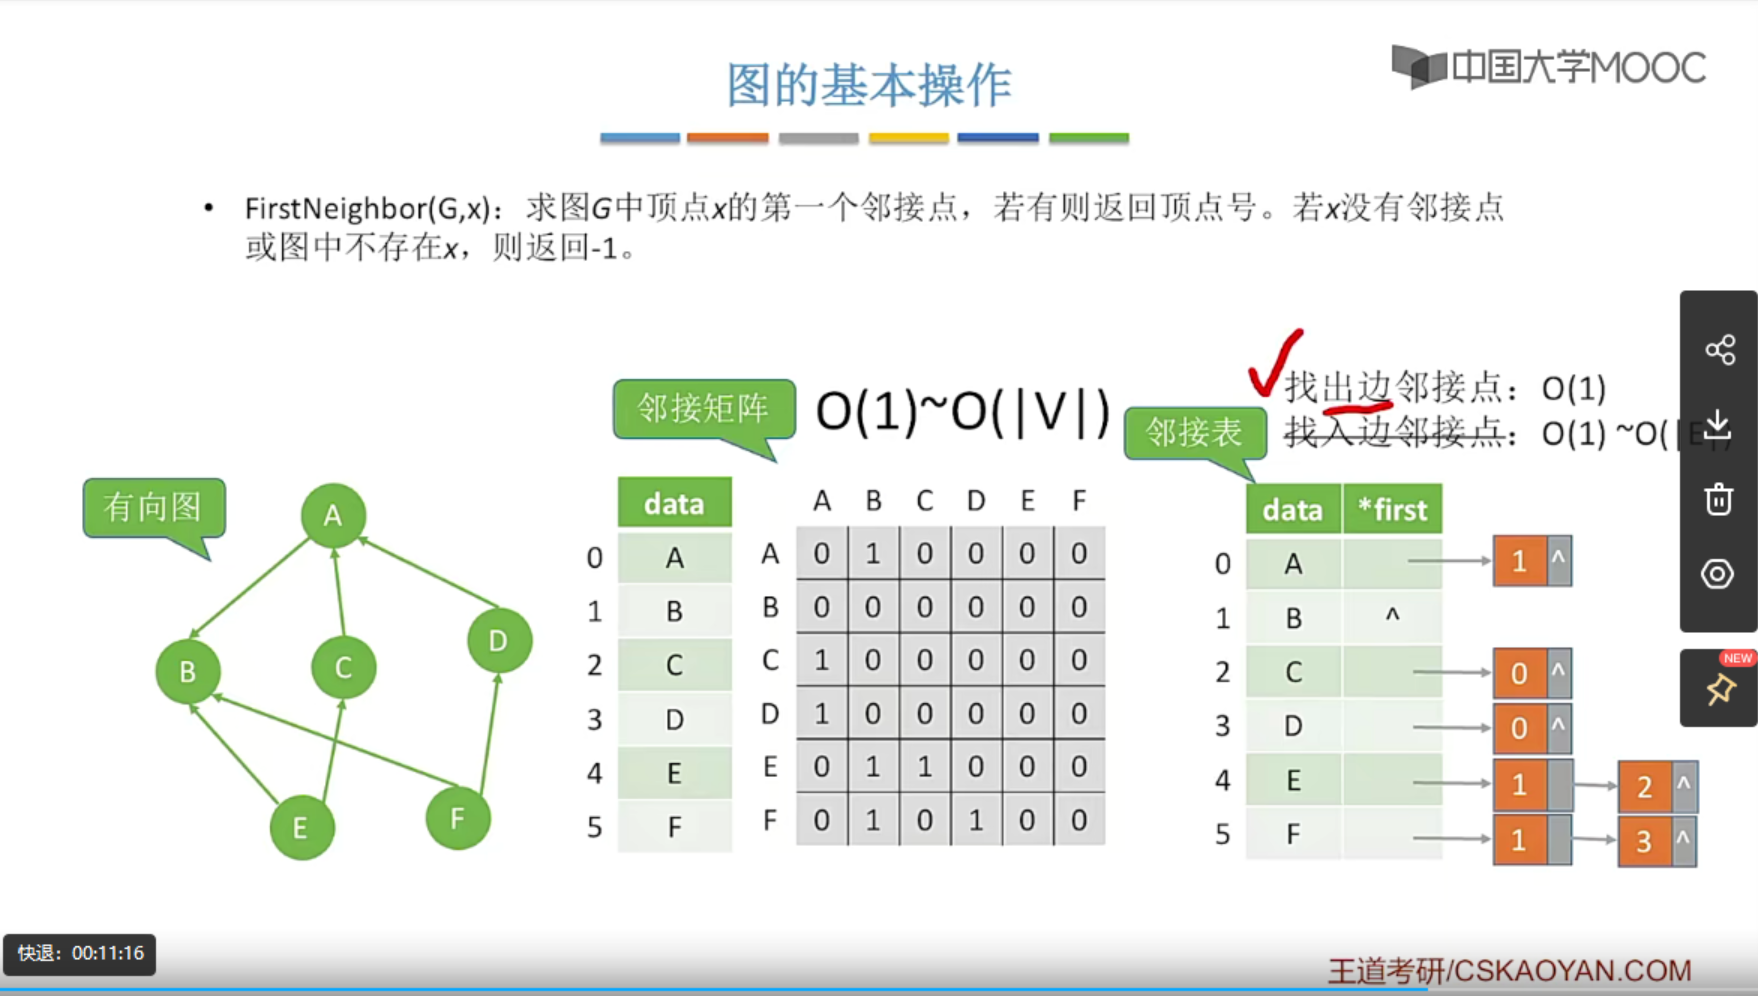 中国大学MOOC
图的基本操作
• FirstNeighbor(G,x)：求图G中顶点x的第一个邻接点，若有则返回顶点号。若x没有邻接点
或图中不存在x，则返回-1。
找出边邻接点：O(1)
找入边邻接点：O(1) ~O(|E|)
邻接矩阵
O(1)~O(|V|)
邻接表
有向图
A
B
C
D
E
F
data
0 A
1 B
2 C
3 D
4 E
5 F
A B C D E F
A 0 1 0 0 0 0
B 0 0 0 0 0 0
C 1 0 0 0 0 0
D 1 0 0 0 0 0
E 0 1 1 0 0 0
F 0 1 0 1 0 0
data *first
0 A 1 ^
1 B ^
2 C 0 ^
3 D 0 ^
4 E 1 2 ^
5 F 1 3 ^
NEW
快退：00:11:16
王道考研/CSKAOYAN.COM